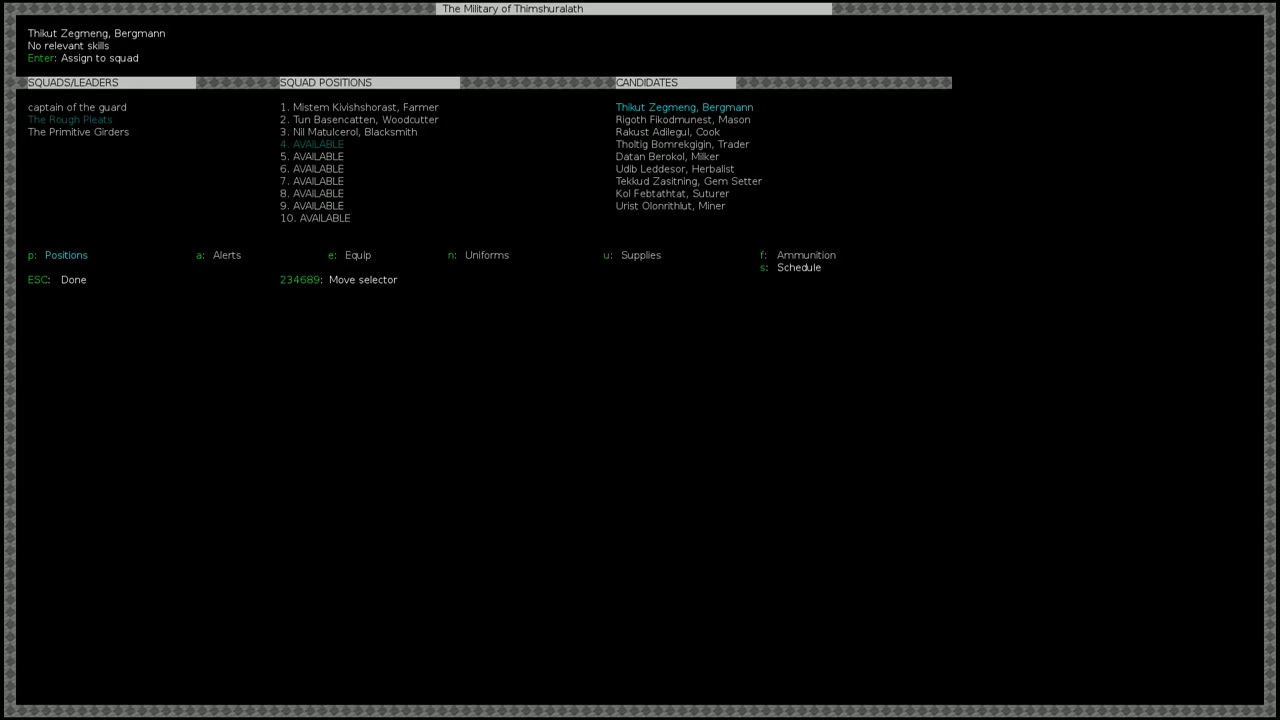 The Military of Thimshuralath
Thikut Zegmeng, Bergmann
No relevant skills
Enter: Assign to squad
SQUADS/LEADERS SQUAD POSITIONS CANDIDATES
captain of the guard 1. Mistem Kivishshorast, Farmer Thikut Zegmeng, Bergmann
The Rough Pleats 2. Tun Basencatten, Woodcutter Rigoth Fikodmunest, Mason
The Primitive Girders 3. Nil Matulcerol, Blacksmith Rakust Adilegul, Cook
4. AVAILABLE Tholtig Bomrekgigin, Trader
5. AVAILABLE Datan Berokol, Milker
6. AVAILABLE Udib Leddesor, Herbalist
7. AVAILABLE Tekkud Zasitning, Gem Setter
8. AVAILABLE Kol Febtathtat, Suturer
9. AVAILABLE Urist Olonrithlut, Miner
10. AVAILABLE
p: Positions a: Alerts e: Equip n: Uniforms u: Supplies f: Ammunition
s: Schedule
ESC: Done 234689: Move selector